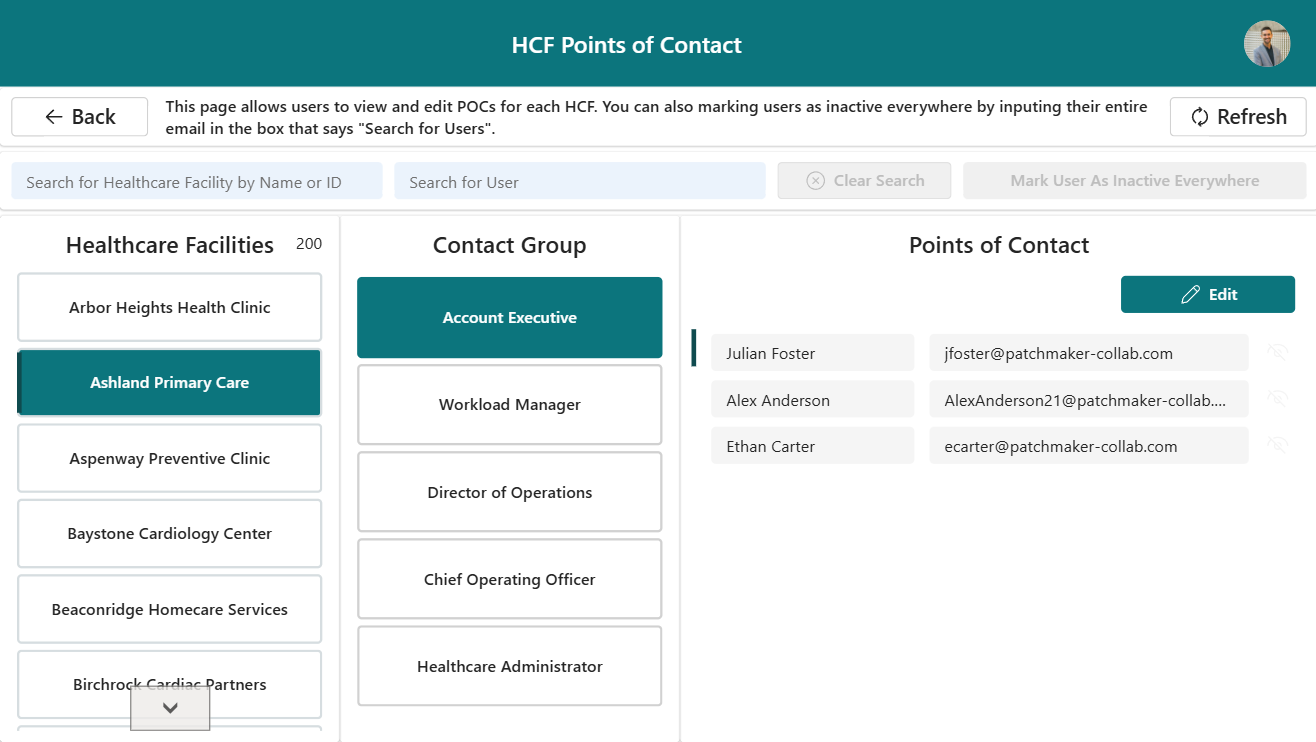 HCF Points of Contact
Back
This page allows users to view and edit POCs for each HCF. You can also marking users as inactive everywhere by inputing their entire
email in the box that says "Search for Users".
Refresh
Search for Healthcare Facility by Name or ID
Search for User
Clear Search
Mark User As Inactive Everywhere
Healthcare Facilities
200
Arbor Heights Health Clinic
Ashland Primary Care
Aspenway Preventive Clinic
Baystone Cardiology Center
Beaconridge Homecare Services
Birchrock Cardiac Partners
Contact Group
Account Executive
Workload Manager
Director of Operations
Chief Operating Officer
Healthcare Administrator
Points of Contact
Edit
Julian Foster
jfoster@patchmaker-collab.com
Alex Anderson
AlexAnderson21@patchmaker-collab....
Ethan Carter
ecarter@patchmaker-collab.com